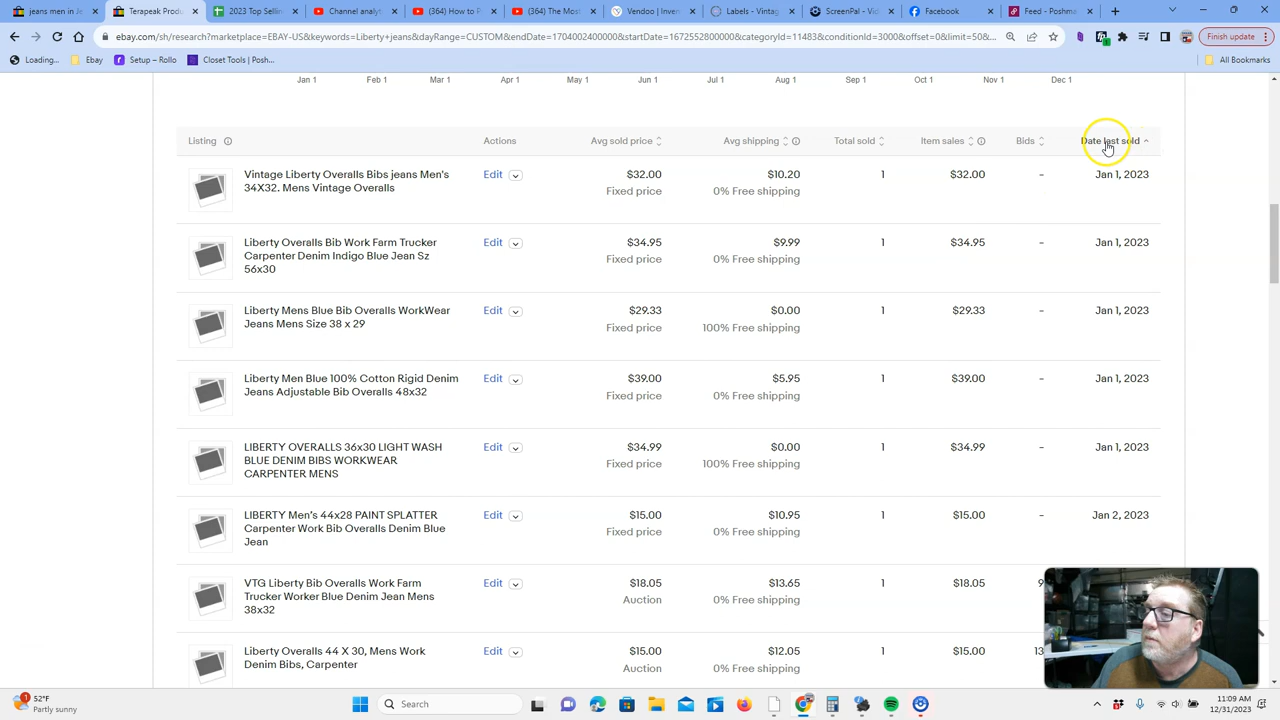 jeans men in Je
Terapeak Produc
2023 Top Sellin
Channel analyt
(364) How to P
(364) The Most
Vendoo | Inven
Labels - Vintag
ScreenPal - Vid
Facebook
Feed - Poshm
ebay.com/sh/research?marketplace=EBAY-US&keywords=Liberty+jeans&dayRange=CUSTOM&endDate=1704002400000&startDate=1672552800000&categoryId=11483&conditionId=3000&offset=0&limit=50&...
Finish update
Loading...
Ebay
Setup – Rollo
Closet Tools | Posh...
All Bookmarks
Jan 1 Feb 1 Mar 1 Apr 1 May 1 Jun 1 Jul 1 Aug 1 Sep 1 Oct 1 Nov 1 Dec 1
Listing Actions Avg sold price Avg shipping Total sold Item sales Bids Date last sold
Vintage Liberty Overalls Bibs jeans Men's Edit $32.00 $10.20 1 $32.00 - Jan 1, 2023
34X32. Mens Vintage Overalls Fixed price 0% Free shipping
Liberty Overalls Bib Work Farm Trucker Edit $34.95 $9.99 1 $34.95 - Jan 1, 2023
Carpenter Denim Indigo Blue Jean Sz Fixed price 0% Free shipping
56x30
Liberty Mens Blue Bib Overalls WorkWear Edit $29.33 $0.00 1 $29.33 - Jan 1, 2023
Jeans Mens Size 38 x 29 Fixed price 100% Free shipping
Liberty Men Blue 100% Cotton Rigid Denim Edit $39.00 $5.95 1 $39.00 - Jan 1, 2023
Jeans Adjustable Bib Overalls 48x32 Fixed price 0% Free shipping
LIBERTY OVERALLS 36x30 LIGHT WASH Edit $34.99 $0.00 1 $34.99 - Jan 1, 2023
BLUE DENIM BIBS WORKWEAR Fixed price 100% Free shipping
CARPENTER MENS
LIBERTY Men's 44x28 PAINT SPLATTER Edit $15.00 $10.95 1 $15.00 - Jan 2, 2023
Carpenter Work Bib Overalls Denim Blue Fixed price 0% Free shipping
Jean
VTG Liberty Bib Overalls Work Farm Edit $18.05 $13.65 1 $18.05 9
Trucker Worker Blue Denim Jean Mens Auction 0% Free shipping
38x32
Liberty Overalls 44 X 30, Mens Work Edit $15.00 $12.05 1 $15.00 13
Denim Bibs, Carpenter Auction 0% Free shipping
1
52°F
Partly sunny
Search
11:09 AM
12/31/2023